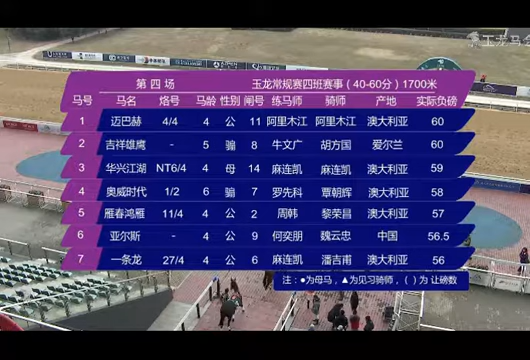 玉龙马会
第四场 玉龙常规赛四班赛事（40-60分）1700米
马号 马名 烙号 马龄 性别 闸号 练马师 骑师 产地 实际负磅
1 迈巴赫 4/4 4 公 11 阿里木江 阿里木江 澳大利亚 60
2 吉祥雄鹰 - 5 骟 8 牛文广 胡方国 爱尔兰 60
3 华兴江湖 NT6/4 4 母 14 麻连凯 麻连凯 澳大利亚 59
4 奥威时代 1/2 6 骟 7 罗先科 覃朝辉 澳大利亚 58
5 雁春鸿雁 11/4 4 公 2 周韩 黎荣昌 澳大利亚 57
6 亚尔斯 - 4 公 9 何奕朋 魏云忠 中国 56.5
7 一条龙 27/4 4 公 6 麻连凯 潘吉甫 澳大利亚 56
注：●为母马，▲为见习骑师，（ ）为 让磅数